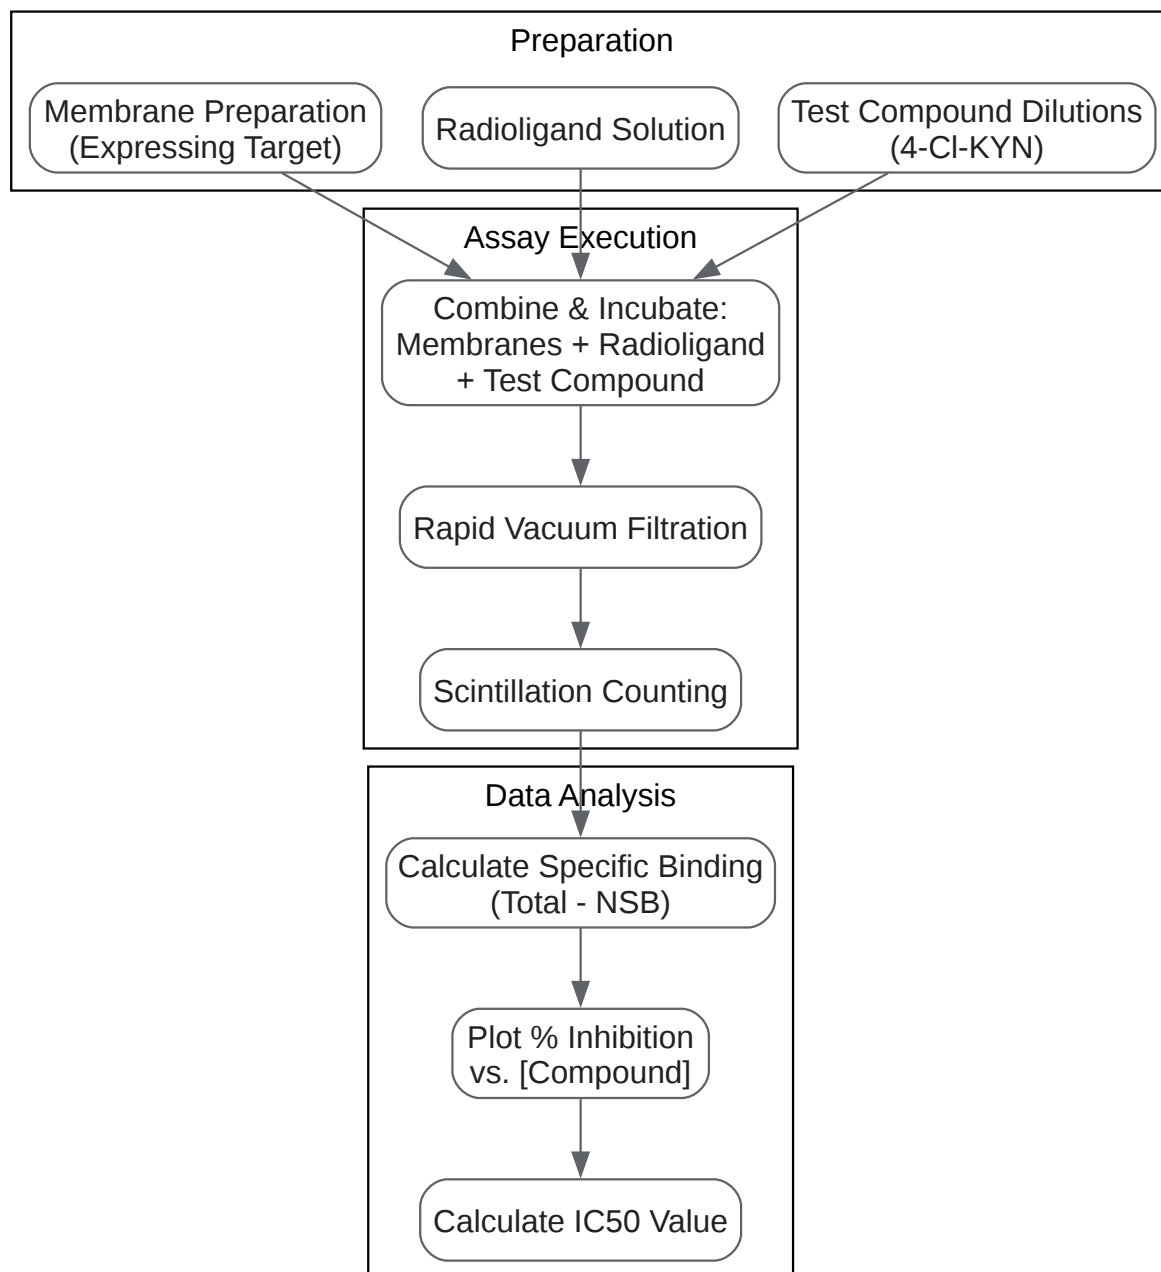 Preparation
Membrane Preparation
(Expressing Target)
Radioligand Solution
Test Compound Dilutions
(4-Cl-KYN)
Assay Execution
Combine & Incubate:
Membranes + Radioligand
+ Test Compound
Rapid Vacuum Filtration
Scintillation Counting
Data Analysis
Calculate Specific Binding
(Total - NSB)
Plot % Inhibition
vs. [Compound]
Calculate IC50 Value